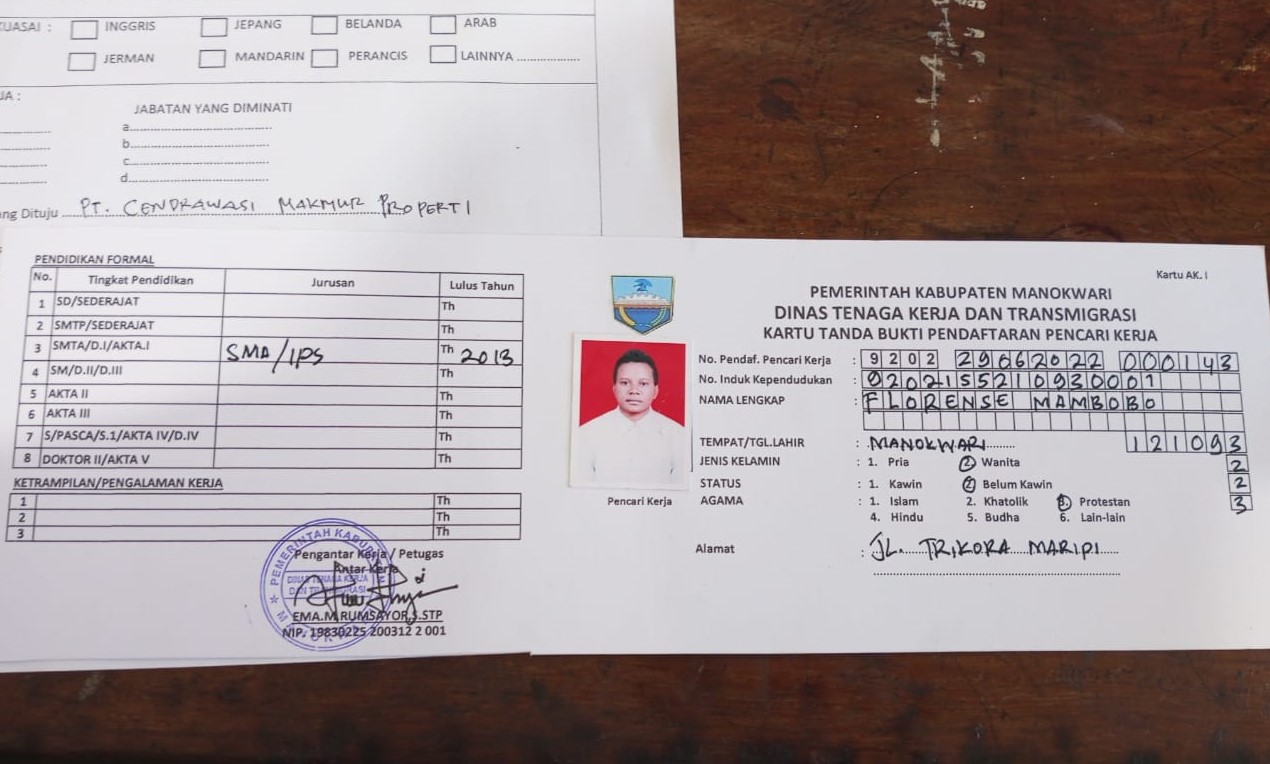 KUASAI : INGGRIS JEPANG BELANDA ARAB
JERMAN MANDARIN PERANCIS LAINNYA ....................
JA :
JABATAN YANG DIMINATI
a..............................................
b..............................................
c..............................................
d..............................................
ng Dituju PT. CENDRAWASI MAKMUR PROPERTI
PENDIDIKAN FORMAL
No. Tingkat Pendidikan Jurusan Lulus Tahun
1 SD/SEDERAJAT Th
2 SMTP/SEDERAJAT Th
3 SMTA/D.I/AKTA.I SMA/IPS Th 2013
4 SM/D.II/D.III Th
5 AKTA II Th
6 AKTA III Th
7 S/PASCA/S.1/AKTA IV/D.IV Th
8 DOKTOR II/AKTA V Th
KETRAMPILAN/PENGALAMAN KERJA
1 Th
2 Th
3 Th
Pengantar Kerja / Petugas
Antar Kerja
PEMERINTAH KABUPA
DINAS TENAGA KERJA
DAN TRANSMIGRASI
EMA.M.RUMSAYOR,S.STP
NIP. 19830225 200312 2 001
Kartu AK. I
PEMERINTAH KABUPATEN MANOKWARI
DINAS TENAGA KERJA DAN TRANSMIGRASI
KARTU TANDA BUKTI PENDAFTARAN PENCARI KERJA
No. Pendaf. Pencari Kerja : 9202 29062022 000143
No. Induk Kependudukan : 9202155210930001
NAMA LENGKAP : FLORENSE MAMBOBO
TEMPAT/TGL.LAHIR : MANOKWARI 121093
JENIS KELAMIN : 1. Pria 2. Wanita 2
STATUS : 1. Kawin 2. Belum Kawin 2
AGAMA : 1. Islam 2. Khatolik 3. Protestan 3
4. Hindu 5. Budha 6. Lain-lain
Pencari Kerja
Alamat : JL. TRIKORA MARIPI